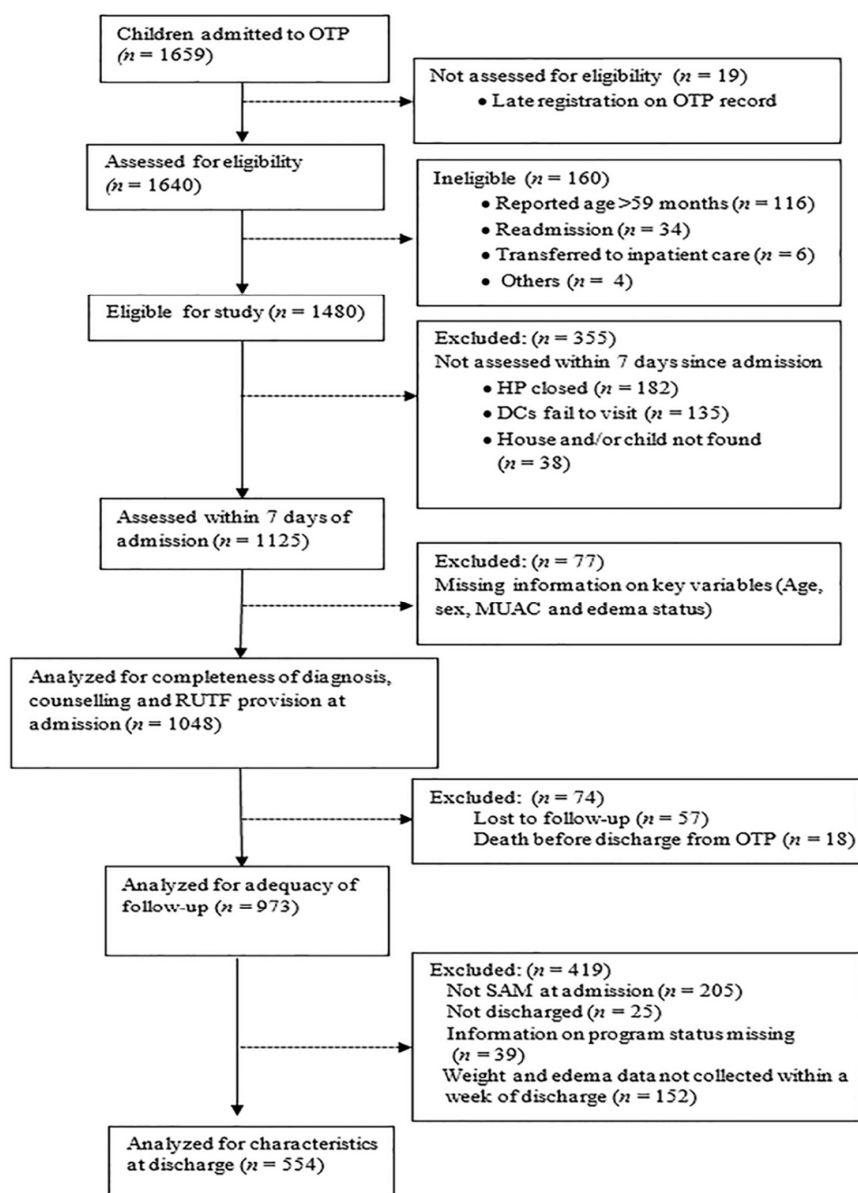 Children admitted to OTP
(n = 1659)
Not assessed for eligibility (n = 19)
• Late registration on OTP record
Assessed for eligibility
(n = 1640)
Ineligible (n = 160)
• Reported age >59 months (n = 116)
• Readmission (n = 34)
• Transferred to inpatient care (n = 6)
• Others (n = 4)
Eligible for study (n = 1480)
Excluded: (n = 355)
Not assessed within 7 days since admission
• HP closed (n = 182)
• DCs fail to visit (n = 135)
• House and/or child not found
(n = 38)
Assessed within 7 days of
admission (n = 1125)
Excluded: (n = 77)
Missing information on key variables (Age,
sex, MUAC and edema status)
Analyzed for completeness of diagnosis,
counselling and RUTF provision at
admission (n = 1048)
Excluded: (n = 74)
Lost to follow-up (n = 57)
Death before discharge from OTP (n = 18)
Analyzed for adequacy of
follow-up (n = 973)
Excluded: (n = 419)
Not SAM at admission (n = 205)
Not discharged (n = 25)
Information on program status missing
(n = 39)
Weight and edema data not collected within a
week of discharge (n = 152)
Analyzed for characteristics
at discharge (n = 554)